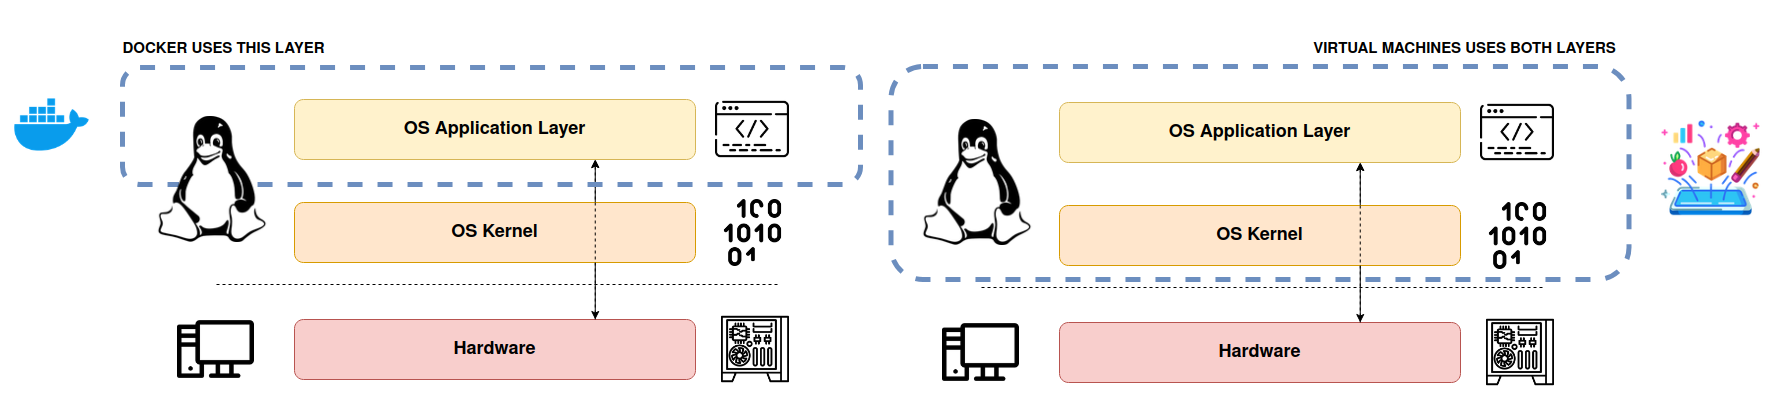 DOCKER USES THIS LAYER
OS Application Layer
</>
OS Kernel
100
1010
01
Hardware
VIRTUAL MACHINES USES BOTH LAYERS
OS Application Layer
</>
OS Kernel
100
1010
01
Hardware